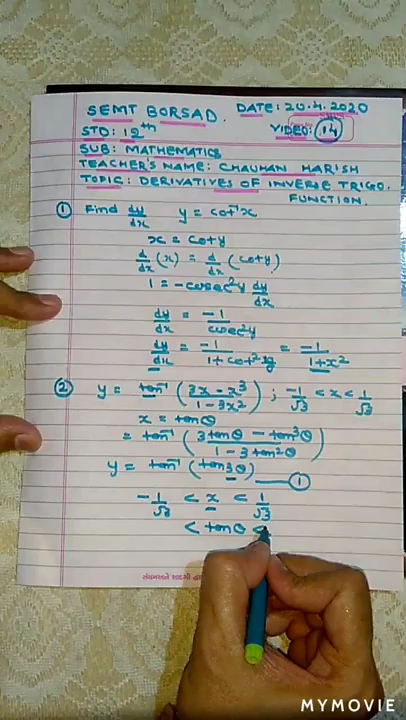 SEMT BORSAD. DATE: 20.4.2020
STD: 12th VIDEO: 14
SUB: MATHEMATICS
TEACHER'S NAME: CHAUHAN HARISH
TOPIC: DERIVATIVES OF INVERSE TRIGO. FUNCTION.
① Find dy/dx y = cot⁻¹x
x = coty
d/dx (x) = d/dx (coty)
1 = -cosec²y dy/dx
dy/dx = -1/cosec²y
dy/dx = -1/1+cot²y = -1/1+x²
② y = tan⁻¹ (3x - x³/1 - 3x²) ; -1/√3 < x < 1/√3
x = tanθ
= tan⁻¹ (3tanθ - tan³θ/1 - 3tan²θ)
y = tan⁻¹ (tan3θ) ——①
-1/√3 < x < 1/√3
< tanθ <
MYMOVIE